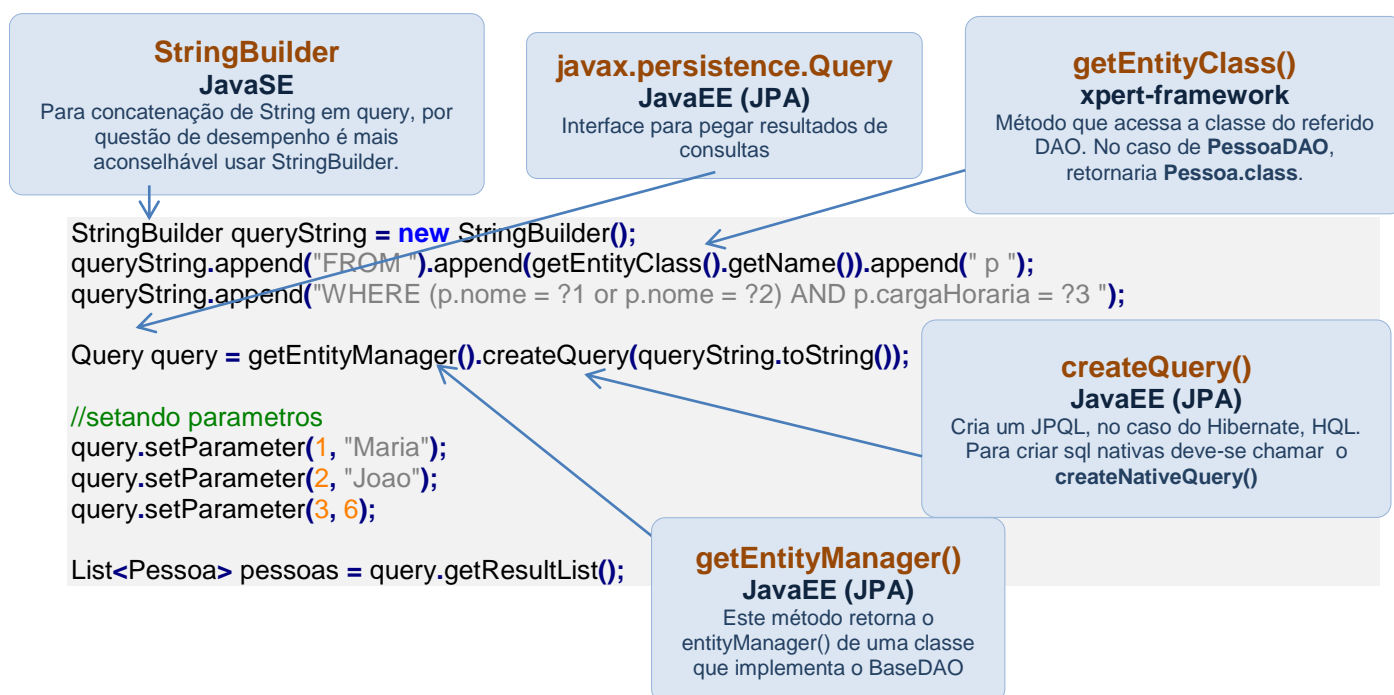 StringBuilder
JavaSE
Para concatenação de String em query, por
questão de desempenho é mais
aconselhável usar StringBuilder.
javax.persistence.Query
JavaEE (JPA)
Interface para pegar resultados de
consultas
getEntityClass()
xpert-framework
Método que acessa a classe do referido
DAO. No caso de PessoaDAO,
retornaria Pessoa.class.
StringBuilder queryString = new StringBuilder();
queryString.append("FROM ").append(getEntityClass().getName()).append(" p ");
queryString.append("WHERE (p.nome = ?1 or p.nome = ?2) AND p.cargaHoraria = ?3 ");
Query query = getEntityManager().createQuery(queryString.toString());
//setando parametros
query.setParameter(1, "Maria");
query.setParameter(2, "Joao");
query.setParameter(3, 6);
List<Pessoa> pessoas = query.getResultList();
createQuery()
JavaEE (JPA)
Cria um JPQL, no caso do Hibernate, HQL.
Para criar sql nativas deve-se chamar o
createNativeQuery()
getEntityManager()
JavaEE (JPA)
Este método retorna o
entityManager() de uma classe
que implementa o BaseDAO